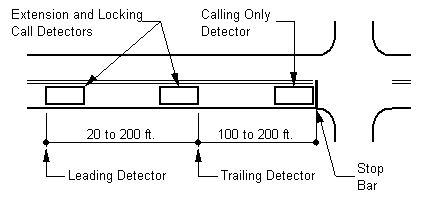 Extension and Locking
Call Detectors
Calling Only
Detector
20 to 200 ft.
100 to 200 ft.
Leading Detector
Trailing Detector
Stop
Bar